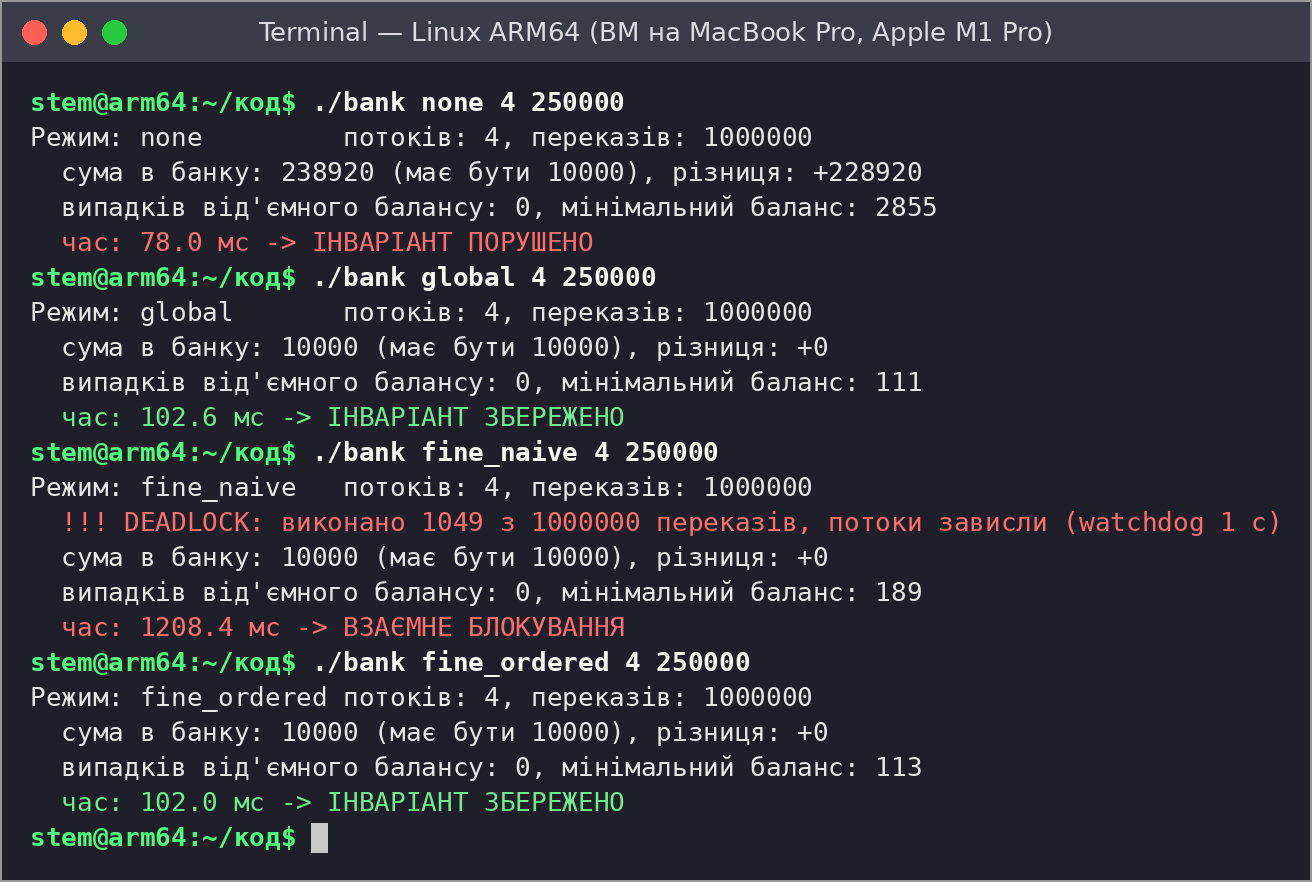 Terminal — Linux ARM64 (ВМ на MacBook Pro, Apple M1 Pro)
stem@arm64:~/код$ ./bank none 4 250000
Режим: none         потоків: 4, переказів: 1000000
  сума в банку: 238920 (має бути 10000), різниця: +228920
  випадків від'ємного балансу: 0, мінімальний баланс: 2855
  час: 78.0 мс -> ІНВАРІАНТ ПОРУШЕНО
stem@arm64:~/код$ ./bank global 4 250000
Режим: global       потоків: 4, переказів: 1000000
  сума в банку: 10000 (має бути 10000), різниця: +0
  випадків від'ємного балансу: 0, мінімальний баланс: 111
  час: 102.6 мс -> ІНВАРІАНТ ЗБЕРЕЖЕНО
stem@arm64:~/код$ ./bank fine_naive 4 250000
Режим: fine_naive   потоків: 4, переказів: 1000000
  !!! DEADLOCK: виконано 1049 з 1000000 переказів, потоки зависли (watchdog 1 с)
  сума в банку: 10000 (має бути 10000), різниця: +0
  випадків від'ємного балансу: 0, мінімальний баланс: 189
  час: 1208.4 мс -> ВЗАЄМНЕ БЛОКУВАННЯ
stem@arm64:~/код$ ./bank fine_ordered 4 250000
Режим: fine_ordered потоків: 4, переказів: 1000000
  сума в банку: 10000 (має бути 10000), різниця: +0
  випадків від'ємного балансу: 0, мінімальний баланс: 113
  час: 102.0 мс -> ІНВАРІАНТ ЗБЕРЕЖЕНО
stem@arm64:~/код$